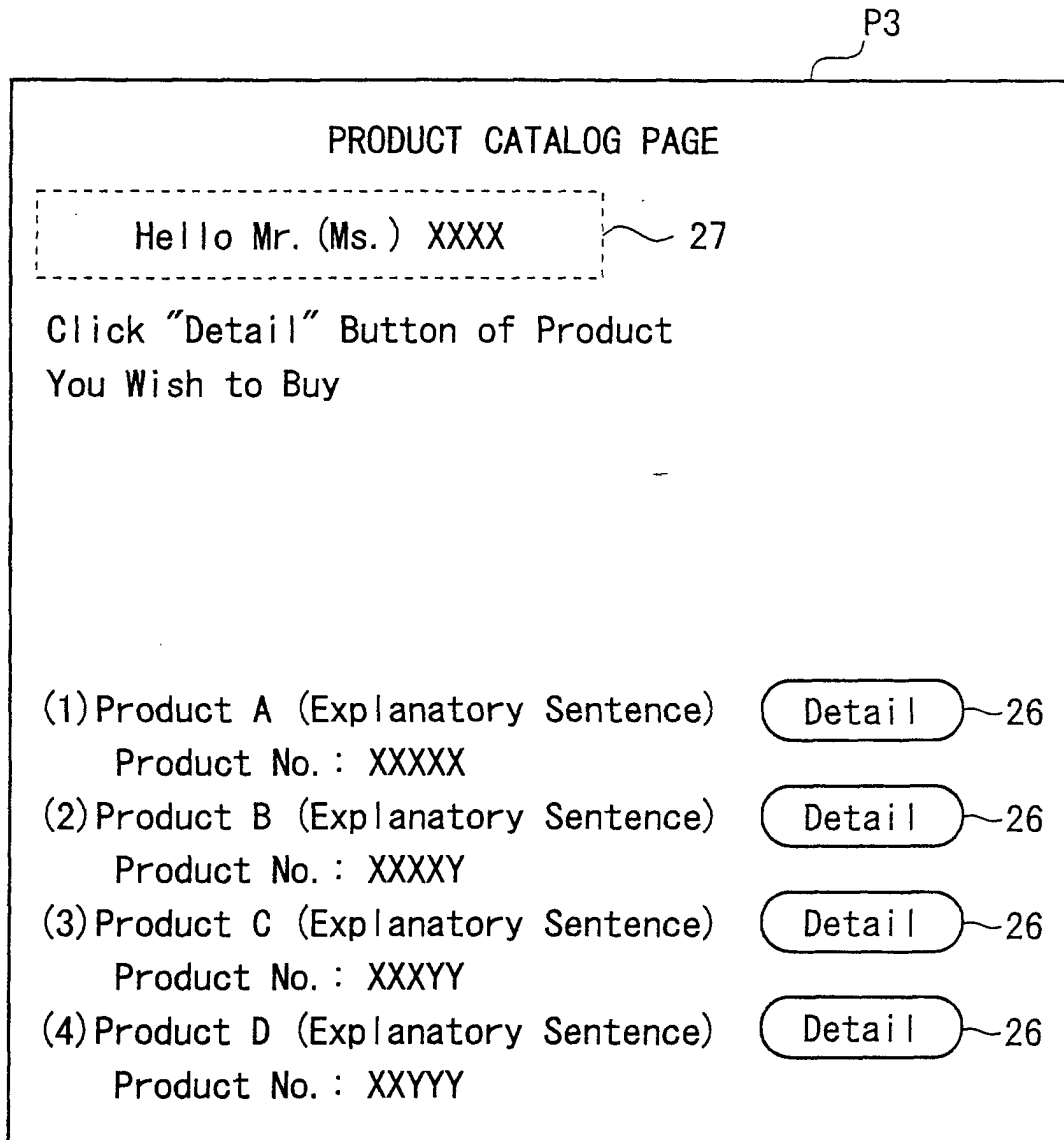 P3
PRODUCT CATALOG PAGE
Hello Mr. (Ms.) XXXX 27
Click "Detail" Button of Product
You Wish to Buy
(1) Product A (Explanatory Sentence) Detail 26
Product No. : XXXXX
(2) Product B (Explanatory Sentence) Detail 26
Product No. : XXXXY
(3) Product C (Explanatory Sentence) Detail 26
Product No. : XXXYY
(4) Product D (Explanatory Sentence) Detail 26
Product No. : XXYYY